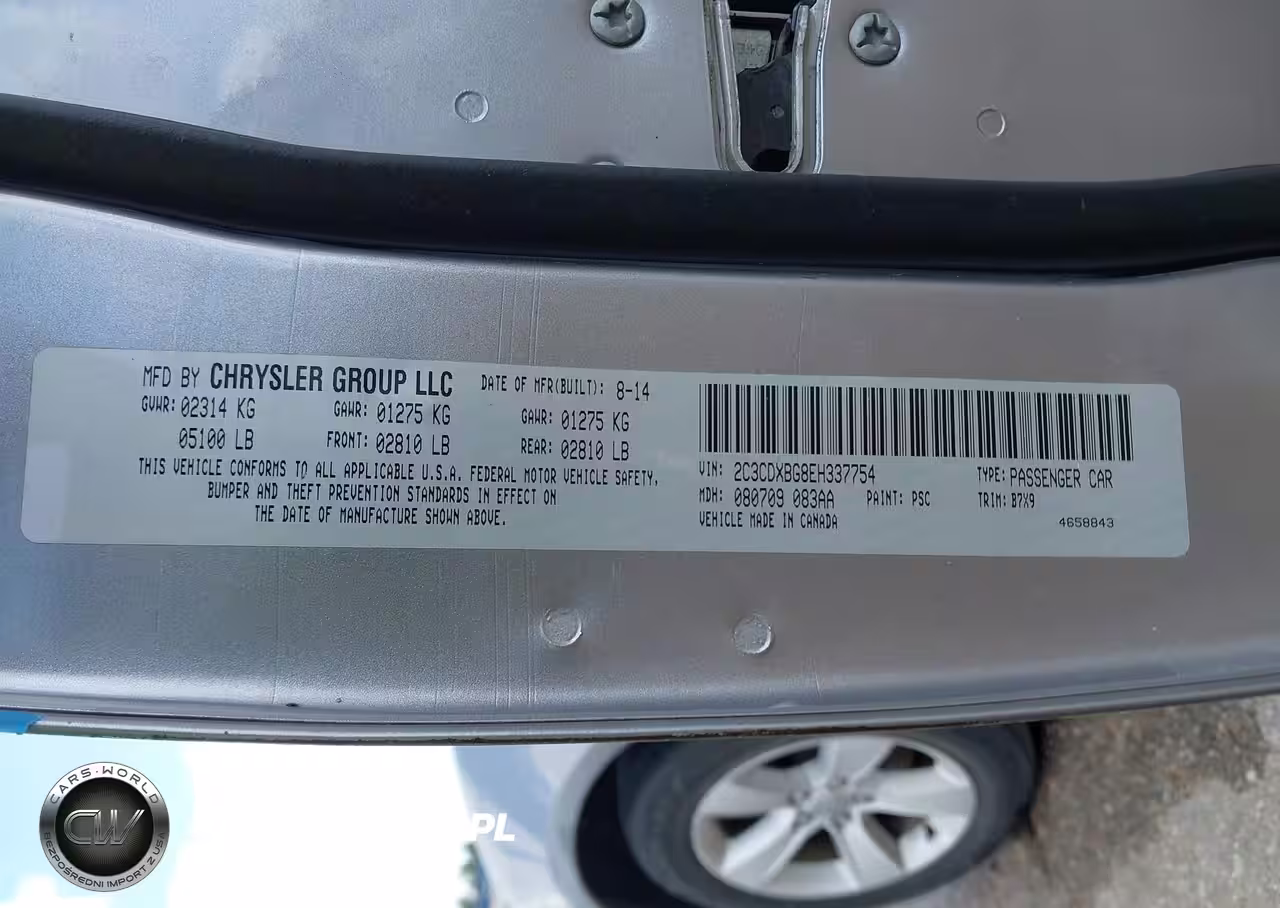 MFD BY CHRYSLER GROUP LLC DATE OF MFR(BUILT): 8-14
GVWR: 02314 KG GAWR: 01275 KG GAWR: 01275 KG
05100 LB FRONT: 02810 LB REAR: 02810 LB
THIS VEHICLE CONFORMS TO ALL APPLICABLE U.S.A. FEDERAL MOTOR VEHICLE SAFETY,
BUMPER AND THEFT PREVENTION STANDARDS IN EFFECT ON
THE DATE OF MANUFACTURE SHOWN ABOVE.
VIN: 2C3CDXBG8EH337754 TYPE: PASSENGER CAR
MDH: 080709 083AA PAINT: PSC TRIM: B7X9
VEHICLE MADE IN CANADA 4658843
CARS-WORLD
CW
BEZPOŚREDNI IMPORT Z USA
.PL